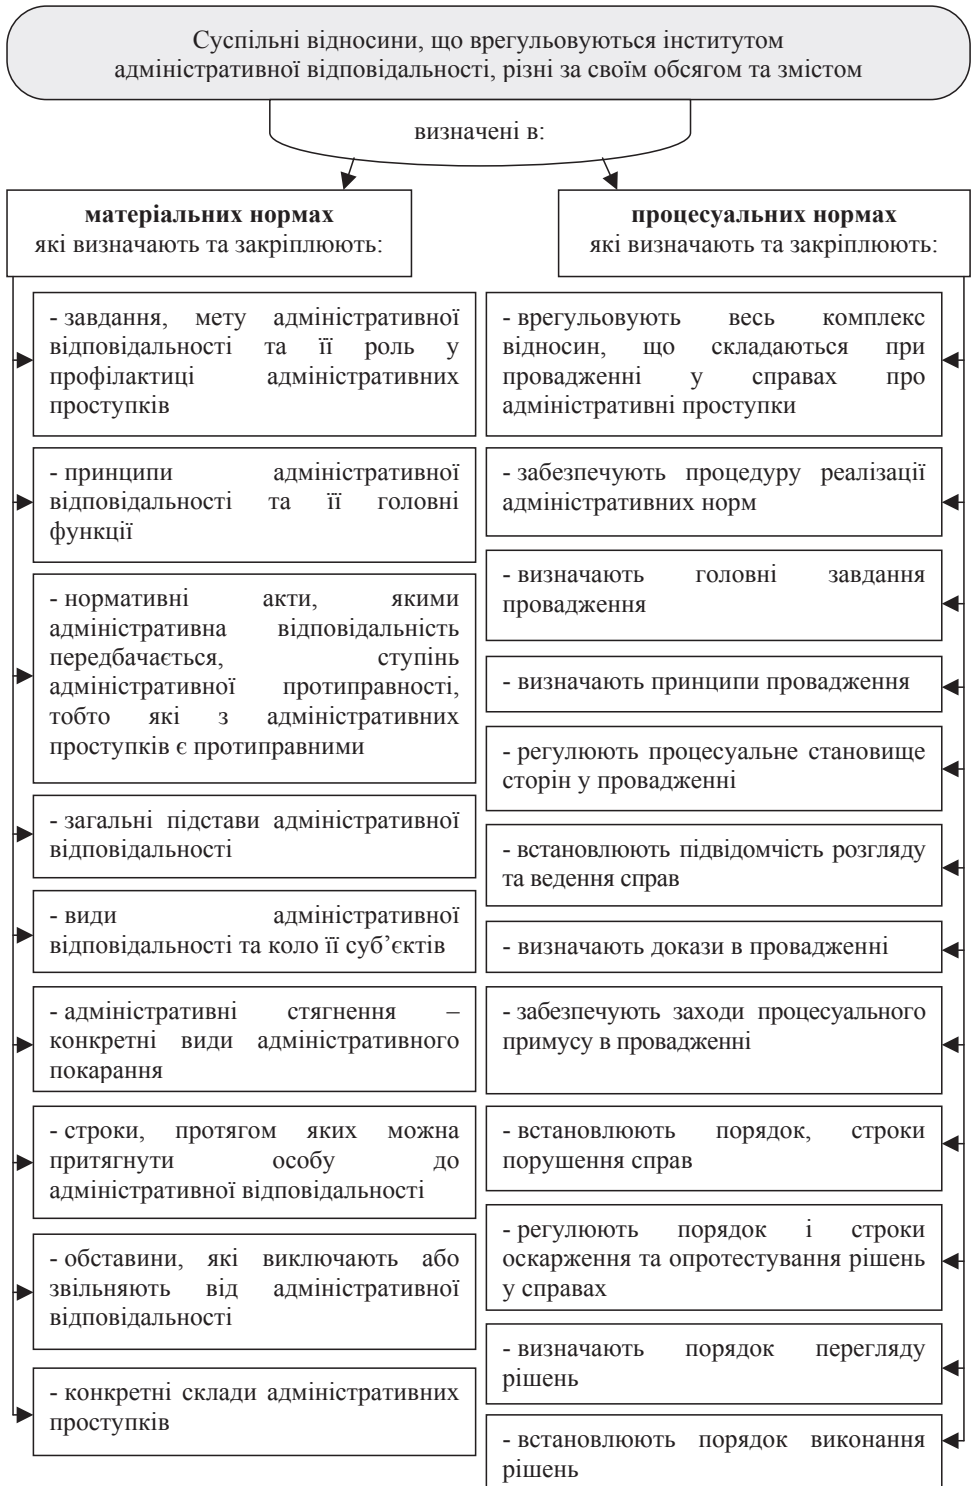 Суспільні відносини, що врегульовуються інститутом
адміністративної відповідальності, різні за своїм обсягом та змістом
визначені в:
матеріальних нормах
які визначають та закріплюють:
- завдання, мету адміністративної
відповідальності та її роль у
профілактиці адміністративних
проступків
- принципи адміністративної
відповідальності та її головні
функції
- нормативні акти, якими
адміністративна відповідальність
передбачається, ступінь
адміністративної протиправності,
тобто які з адміністративних
проступків є протиправними
- загальні підстави адміністративної
відповідальності
- види адміністративної
відповідальності та коло її суб’єктів
- адміністративні стягнення –
конкретні види адміністративного
покарання
- строки, протягом яких можна
притягнути особу до
адміністративної відповідальності
- обставини, які виключають або
звільняють від адміністративної
відповідальності
- конкретні склади адміністративних
проступків
процесуальних нормах
які визначають та закріплюють:
- врегульовують весь комплекс
відносин, що складаються при
провадженні у справах про
адміністративні проступки
- забезпечують процедуру реалізації
адміністративних норм
- визначають головні завдання
провадження
- визначають принципи провадження
- регулюють процесуальне становище
сторін у провадженні
- встановлюють підвідомчість розгляду
та ведення справ
- визначають докази в провадженні
- забезпечують заходи процесуального
примусу в провадженні
- встановлюють порядок, строки
порушення справ
- регулюють порядок і строки
оскарження та опротестування рішень
у справах
- визначають порядок перегляду
рішень
- встановлюють порядок виконання
рішень